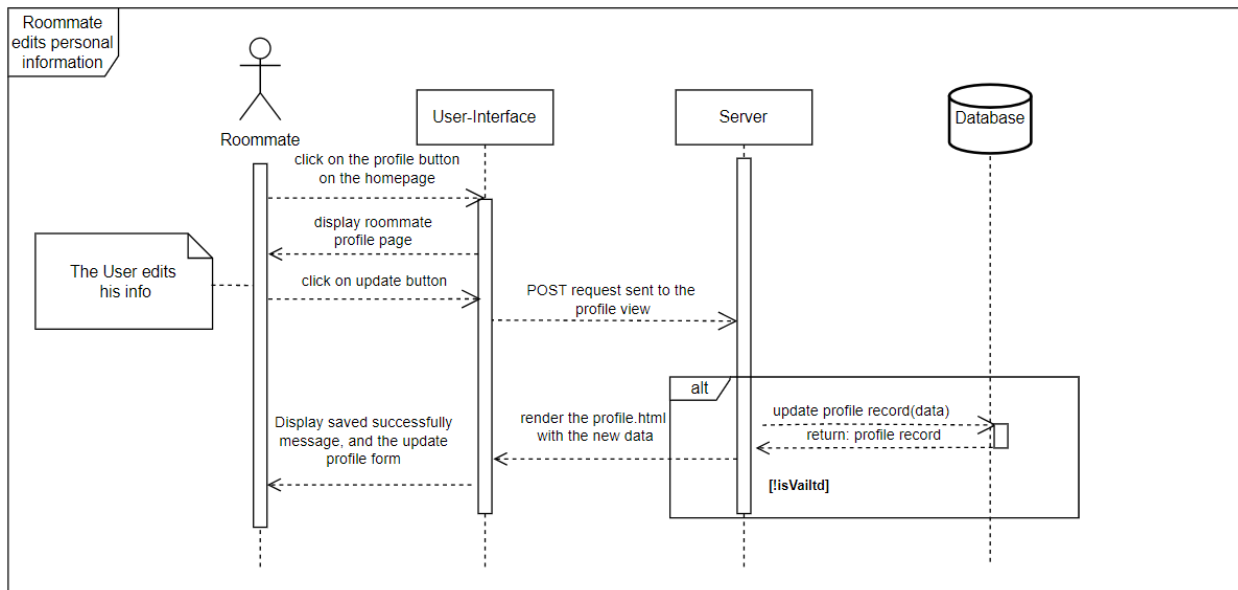 Roommate
edits personal
information
Roommate
User-Interface
Server
Database
click on the profile button
on the homepage
display roommate
profile page
The User edits
his info
click on update button
POST request sent to the
profile view
alt
update profile record(data)
return: profile record
render the profile.html
with the new data
Display saved successfully
message, and the update
profile form
[!isVailtd]